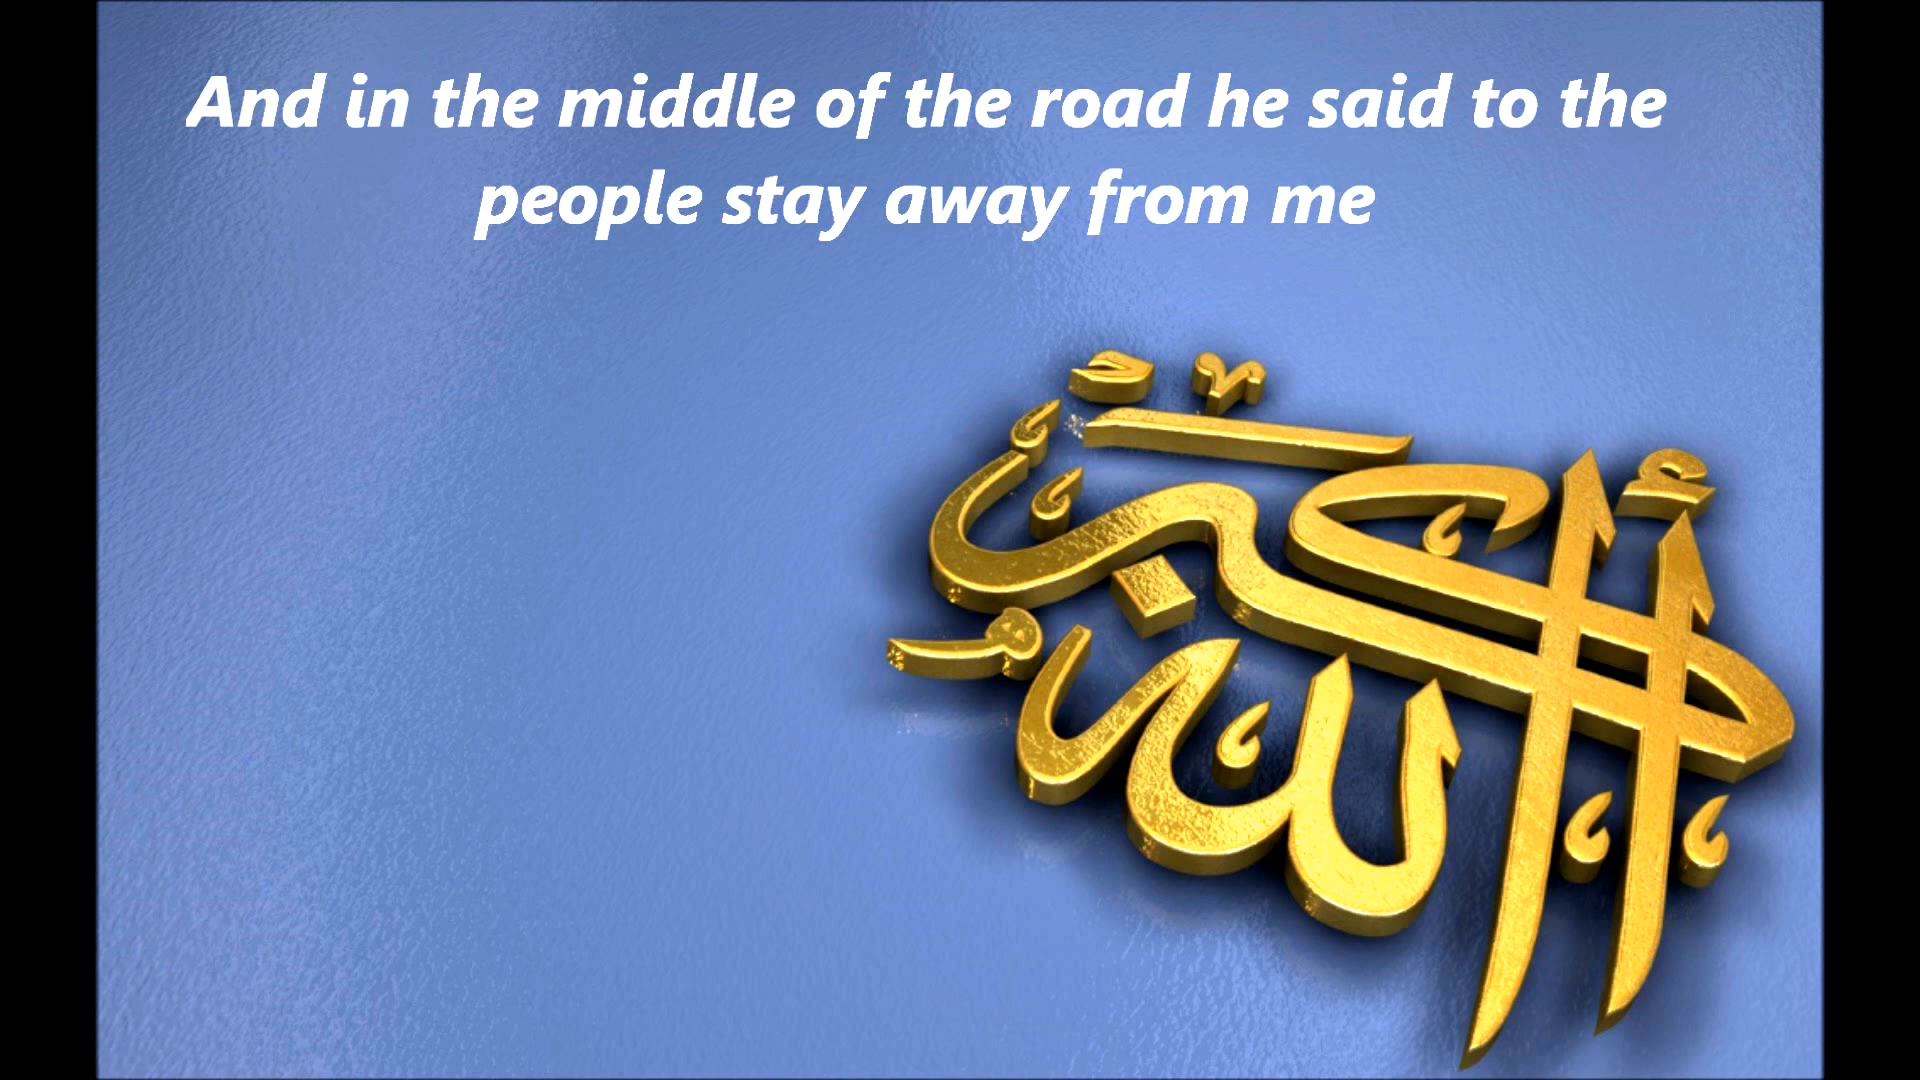 And in the middle of the road he said to the
people stay away from me
الله أكبر